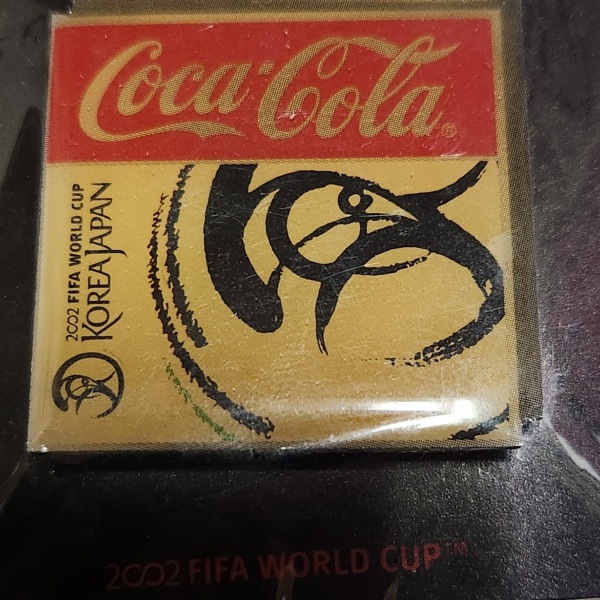 Coca-Cola®
2002 FIFA WORLD CUP
KOREA JAPAN
2002 FIFA WORLD CUP™